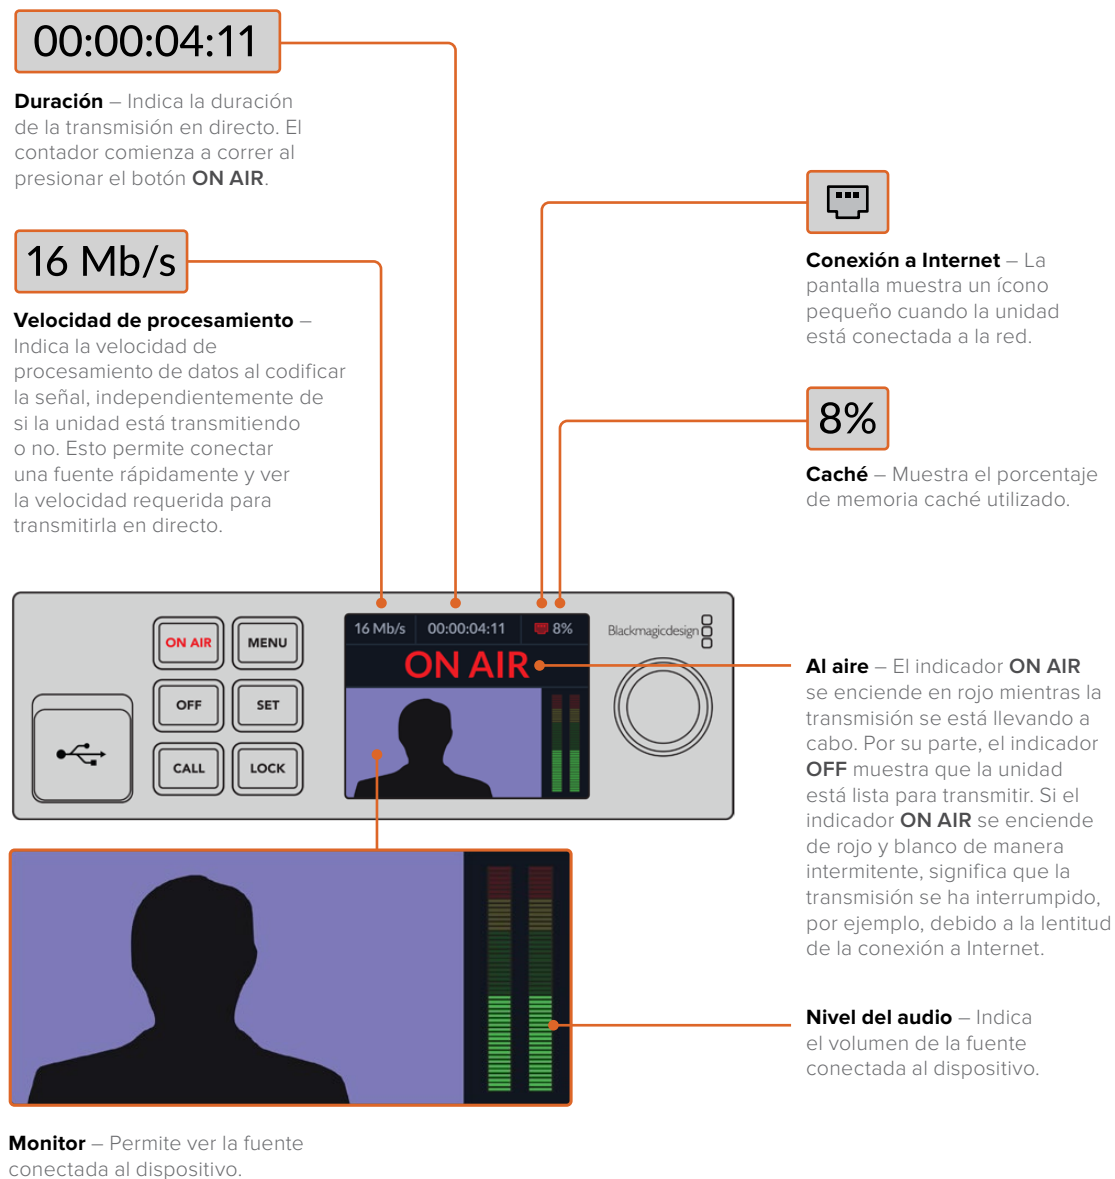 00:00:04:11
Duración – Indica la duración
de la transmisión en directo. El
contador comienza a correr al
presionar el botón ON AIR.
16 Mb/s
Velocidad de procesamiento –
Indica la velocidad de
procesamiento de datos al codificar
la señal, independientemente de
si la unidad está transmitiendo
o no. Esto permite conectar
una fuente rápidamente y ver
la velocidad requerida para
transmitirla en directo.
Conexión a Internet – La
pantalla muestra un ícono
pequeño cuando la unidad
está conectada a la red.
8%
Caché – Muestra el porcentaje
de memoria caché utilizado.
ON AIR
MENU
OFF
SET
CALL
LOCK
16 Mb/s
00:00:04:11
8%
ON AIR
Blackmagicdesign
Al aire – El indicador ON AIR
se enciende en rojo mientras la
transmisión se está llevando a
cabo. Por su parte, el indicador
OFF muestra que la unidad
está lista para transmitir. Si el
indicador ON AIR se enciende
de rojo y blanco de manera
intermitente, significa que la
transmisión se ha interrumpido,
por ejemplo, debido a la lentitud
de la conexión a Internet.
Nivel del audio – Indica
el volumen de la fuente
conectada al dispositivo.
Monitor – Permite ver la fuente
conectada al dispositivo.